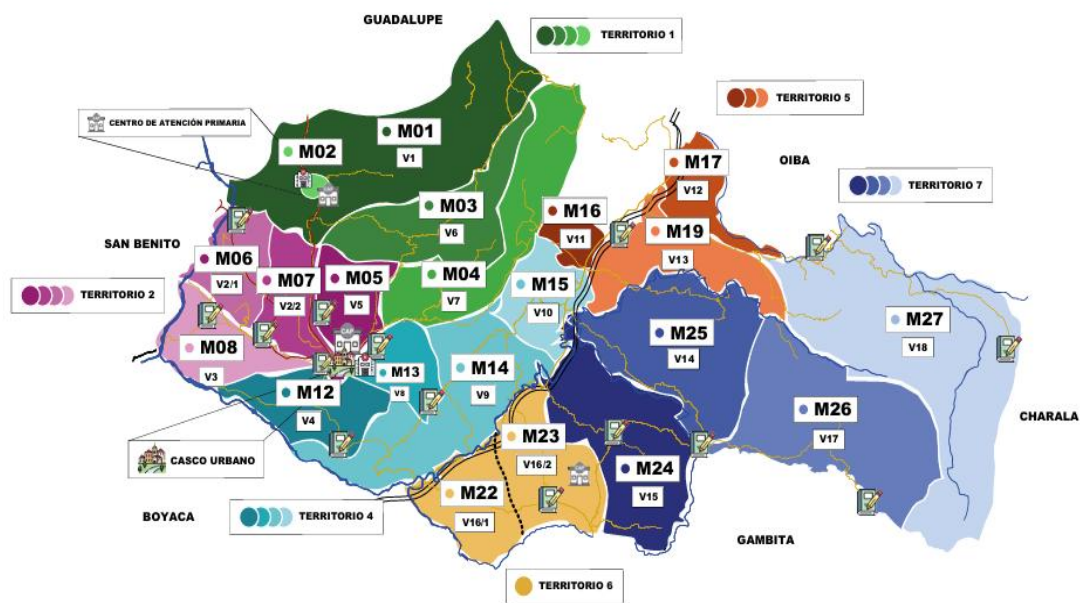 GUADALUPE
TERRITORIO 1
TERRITORIO 5
CENTRO DE ATENCIÓN PRIMARIA
M01
V1
M02
M17
V12
OIBA
TERRITORIO 7
M03
V6
M16
V11
M19
V13
SAN BENITO
M06
V2/1
M07
V2/2
M05
V5
M04
V7
M15
V10
TERRITORIO 2
M25
V14
M27
V18
CAP
M08
V3
M13
V8
M14
V9
M12
V4
M26
V17
CHARALA
M23
V16/2
CASCO URBANO
M24
V15
M22
V16/1
BOYACA
TERRITORIO 4
GAMBITA
TERRITORIO 6